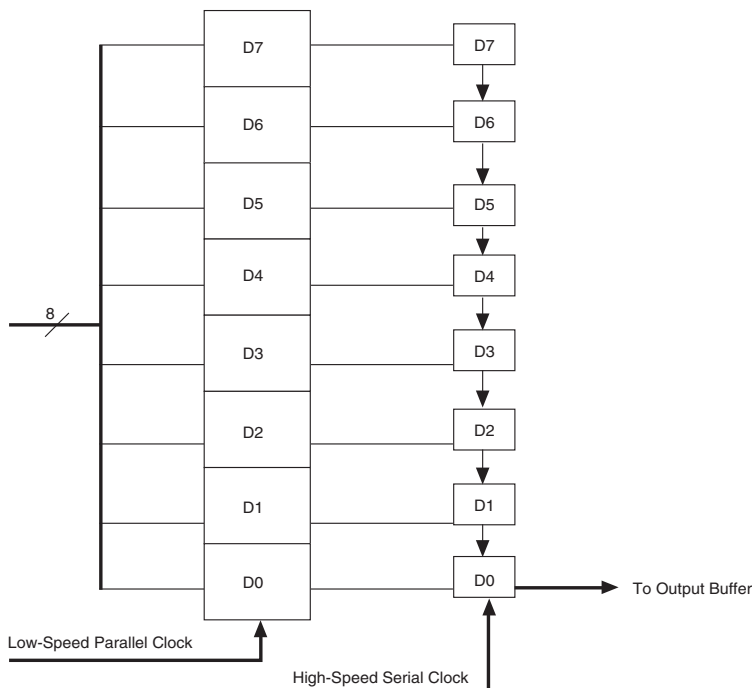 D7
D7
D6
D6
D5
D5
D4
D4
8
D3
D3
D2
D2
D1
D1
D0
D0
To Output Buffer
Low-Speed Parallel Clock
High-Speed Serial Clock